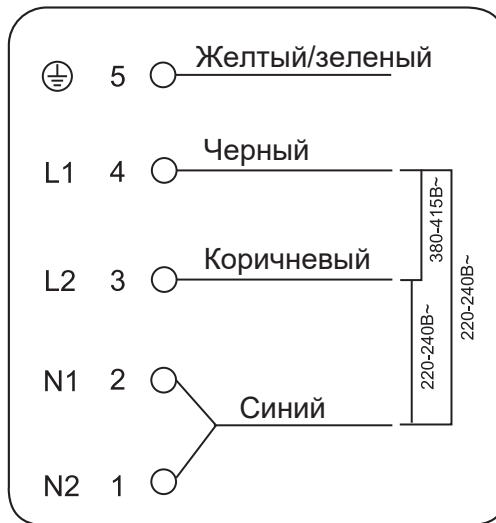 5 Желтый/зеленый
L1 4 Черный
L2 3 Коричневый
N1 2
Синий
N2 1
380-415В~
220-240В~
220-240В~